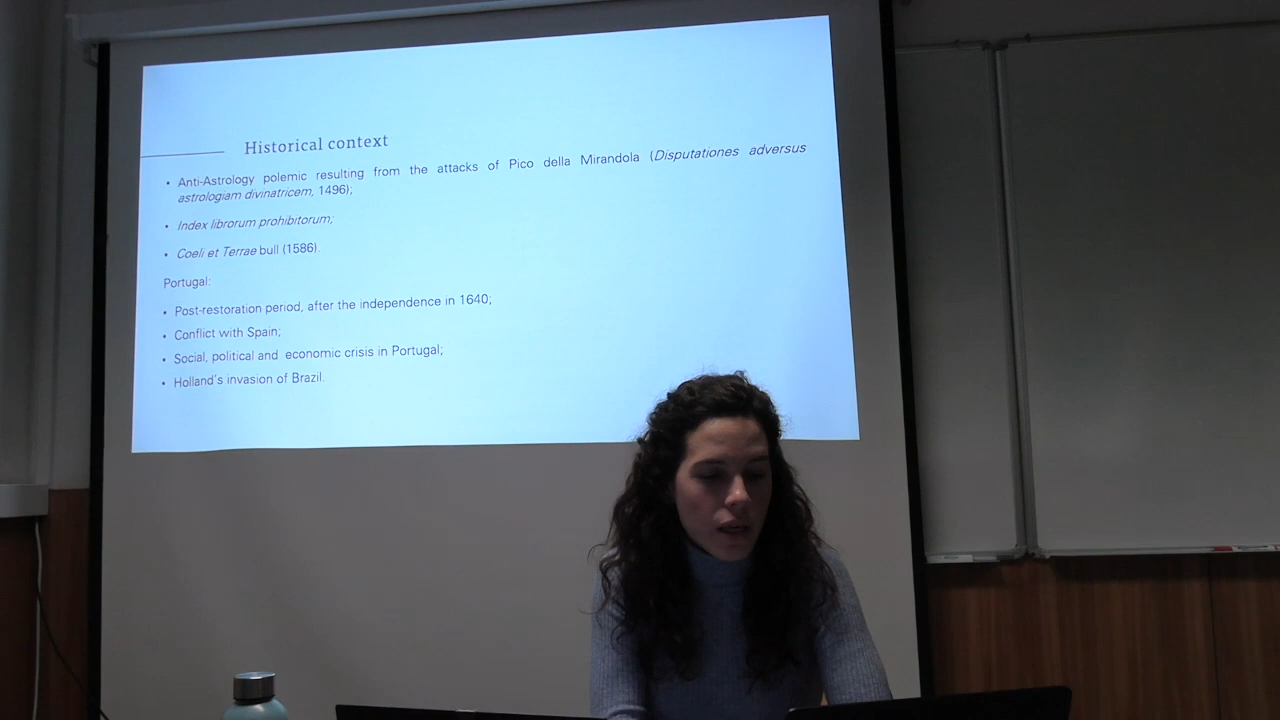 Historical context
• Anti-Astrology polemic resulting from the attacks of Pico della Mirandola (Disputationes adversus
astrologiam divinatricem, 1496);
• Index librorum prohibitorum;
• Coeli et Terrae bull (1586).
Portugal:
• Post-restoration period, after the independence in 1640;
• Conflict with Spain;
• Social, political and economic crisis in Portugal;
• Holland's invasion of Brazil.